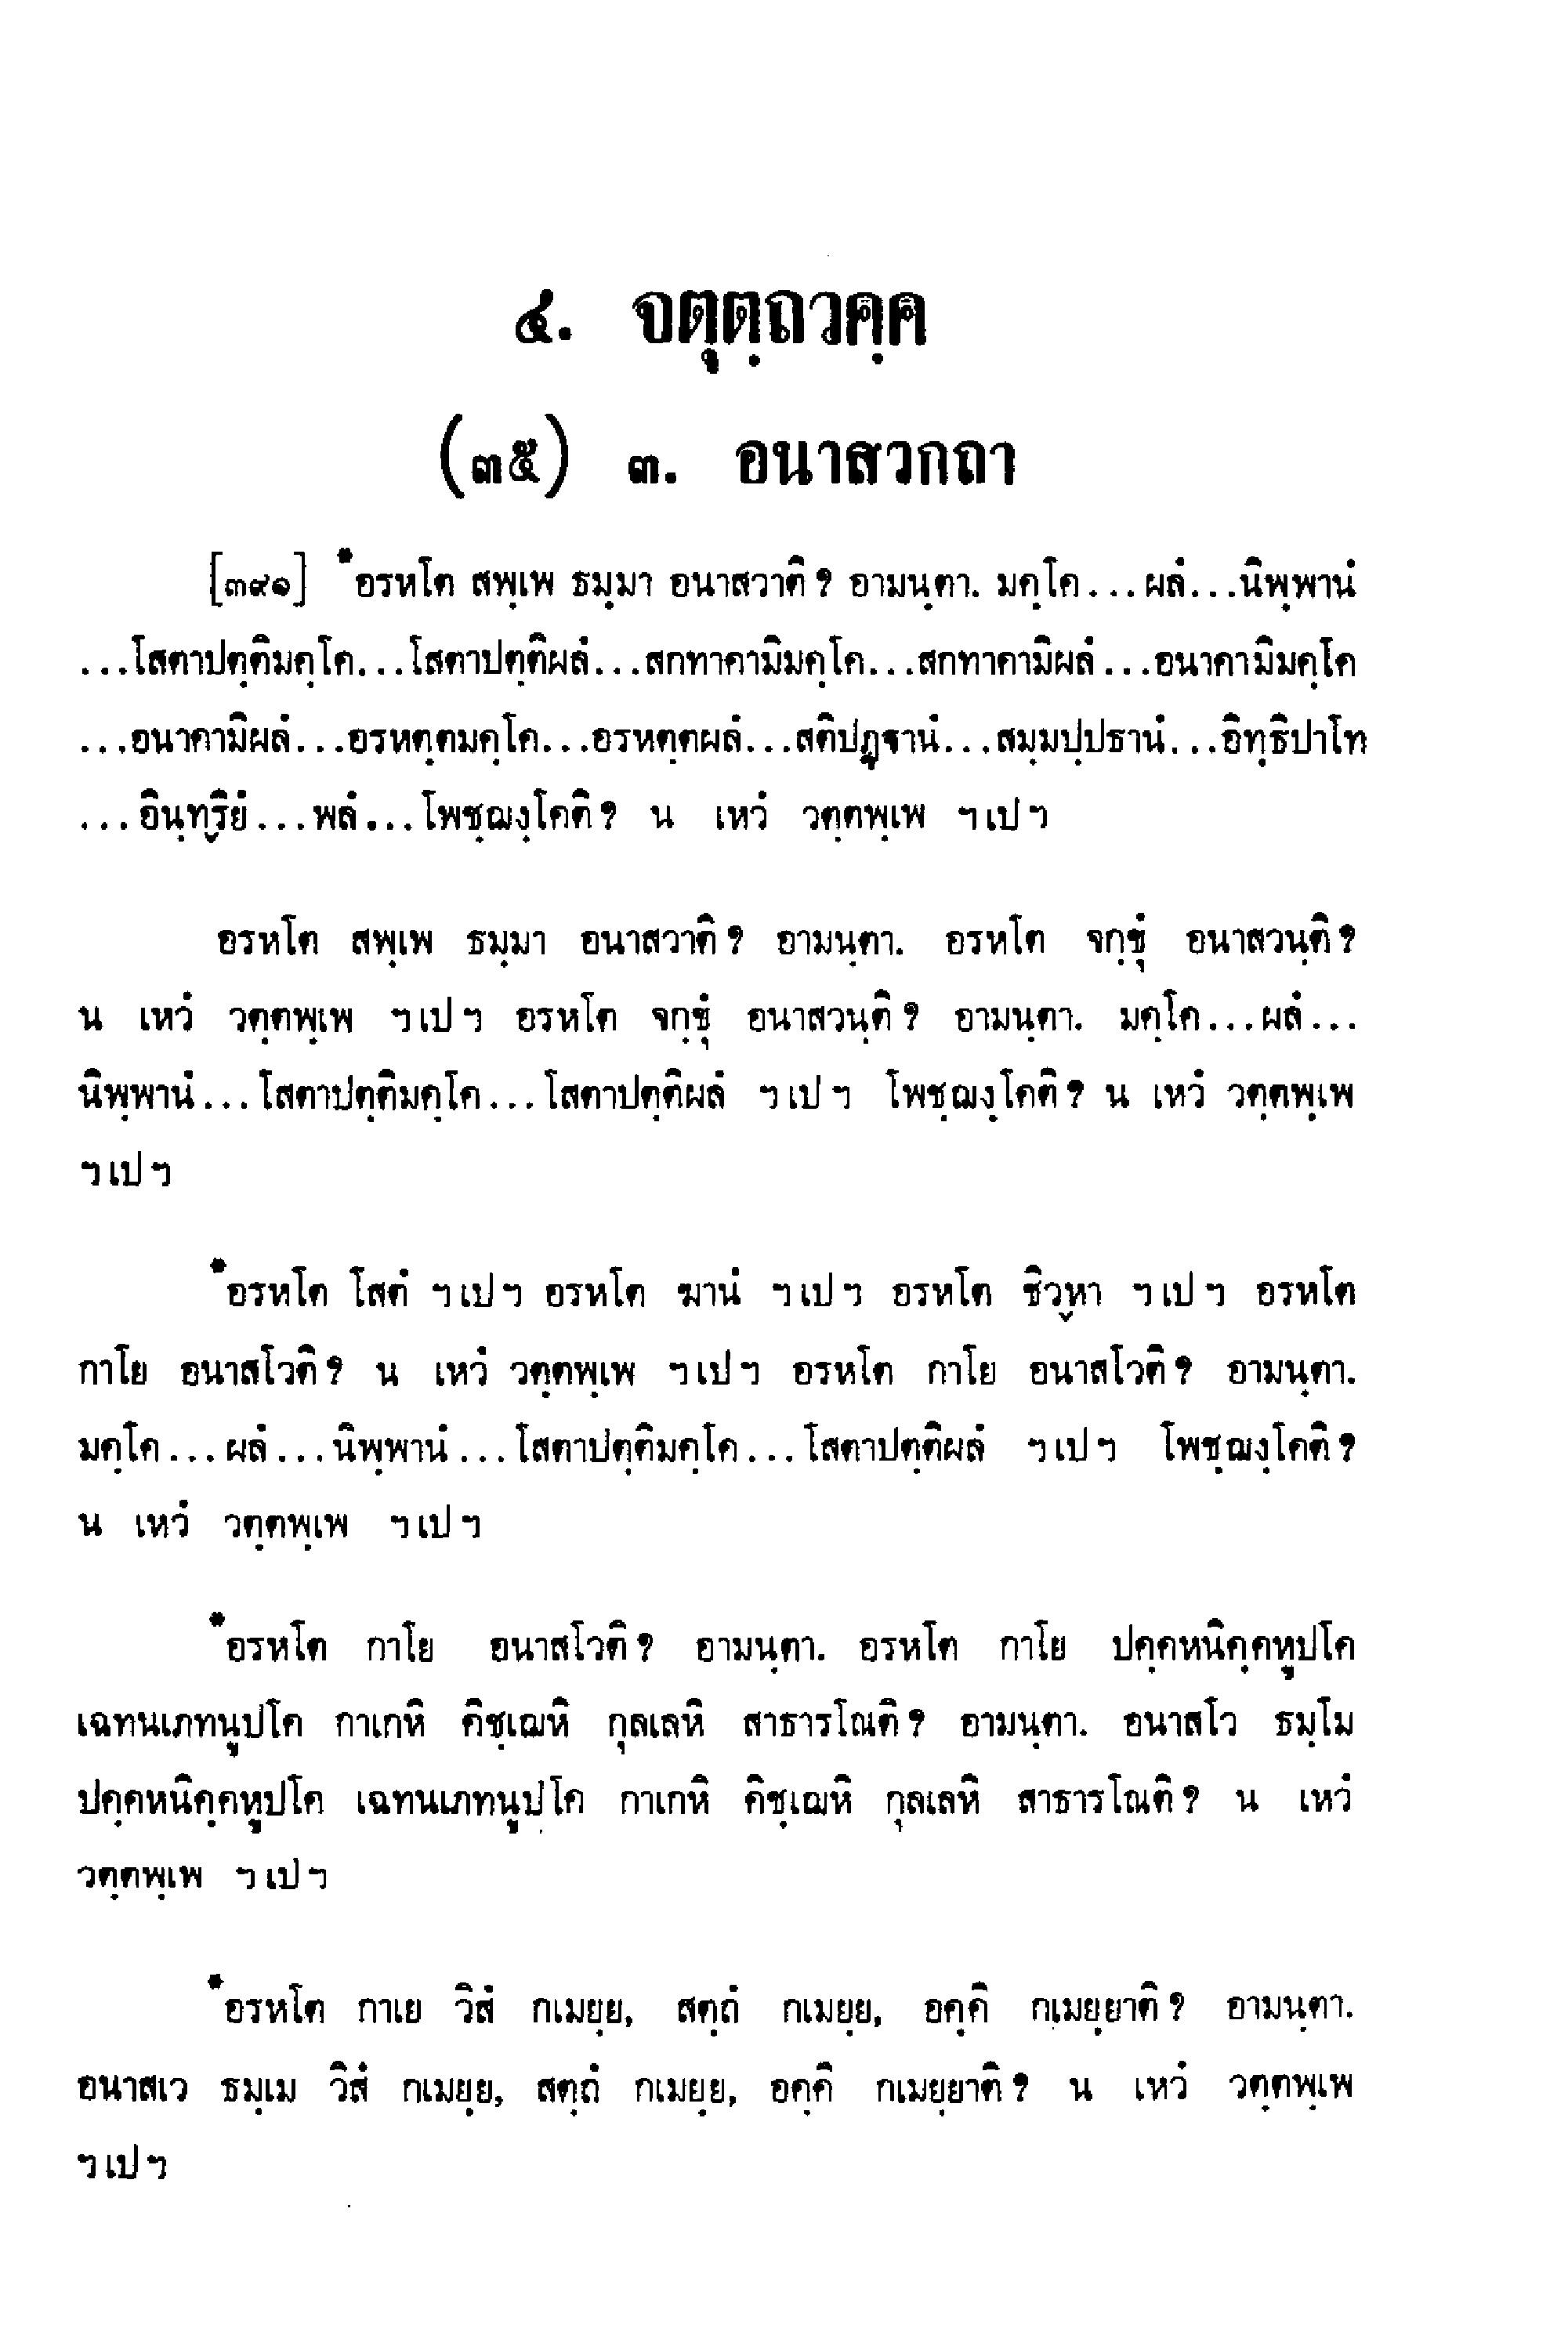 ๔. จตุตฺถวคฺค
(๓๕) ๓. อนาสวกถา
[๓๙๑] *อรหโต สพฺเพ ธมฺมา อนาสวาติ? อามนฺตา. มคฺโค...ผลํ...นิพฺพานํ
...โสตาปตฺติมคฺโค...โสตาปตฺติผลํ...สกทาคามิมคฺโค...สกทาคามิผลํ...อนาคามิมคฺโค
...อนาคามิผลํ...อรหตฺตมคฺโค...อรหตฺตผลํ...สติปฏฺฐานํ...สมฺมปฺปธานํ...อิทฺธิปาโท
...อินฺทฺริยํ...พลํ...โพชฺฌงฺโคติ? น เหวํ วตฺตพฺเพ ฯเปฯ
อรหโต สพฺเพ ธมฺมา อนาสวาติ? อามนฺตา. อรหโต จกฺขุํ อนาสวนฺติ?
น เหวํ วตฺตพฺเพ ฯเปฯ อรหโต จกฺขุํ อนาสวนฺติ? อามนฺตา. มคฺโค...ผลํ...
นิพฺพานํ...โสตาปตฺติมคฺโค...โสตาปตฺติผลํ ฯเปฯ โพชฺฌงฺโคติ? น เหวํ วตฺตพฺเพ
ฯเปฯ
*อรหโต โสตํ ฯเปฯ อรหโต ฆานํ ฯเปฯ อรหโต ชิวฺหา ฯเปฯ อรหโต
กาโย อนาสโวติ? น เหวํ วตฺตพฺเพ ฯเปฯ อรหโต กาโย อนาสโวติ? อามนฺตา.
มคฺโค...ผลํ...นิพฺพานํ...โสตาปตฺติมคฺโค...โสตาปตฺติผลํ ฯเปฯ โพชฺฌงฺโคติ?
น เหวํ วตฺตพฺเพ ฯเปฯ
*อรหโต กาโย อนาสโวติ? อามนฺตา. อรหโต กาโย ปคฺคหนิคฺคหูปโค
เฉทนเภทนูปโค กาเกหิ คิชฺเฌหิ กุลเลหิ สาธารโณติ? อามนฺตา. อนาสโว ธมฺโม
ปคฺคหนิคฺคหูปโค เฉทนเภทนูปโค กาเกหิ คิชฺเฌหิ กุลเลหิ สาธารโณติ? น เหวํ
วตฺตพฺเพ ฯเปฯ
*อรหโต กาเย วิสํ กเมยฺย, สตฺถํ กเมยฺย, อคฺคิ กเมยฺยาติ? อามนฺตา.
อนาสเว ธมฺเม วิสํ กเมยฺย, สตฺถํ กเมยฺย, อคฺคิ กเมยฺยาติ? น เหวํ วตฺตพฺเพ
ฯเปฯ